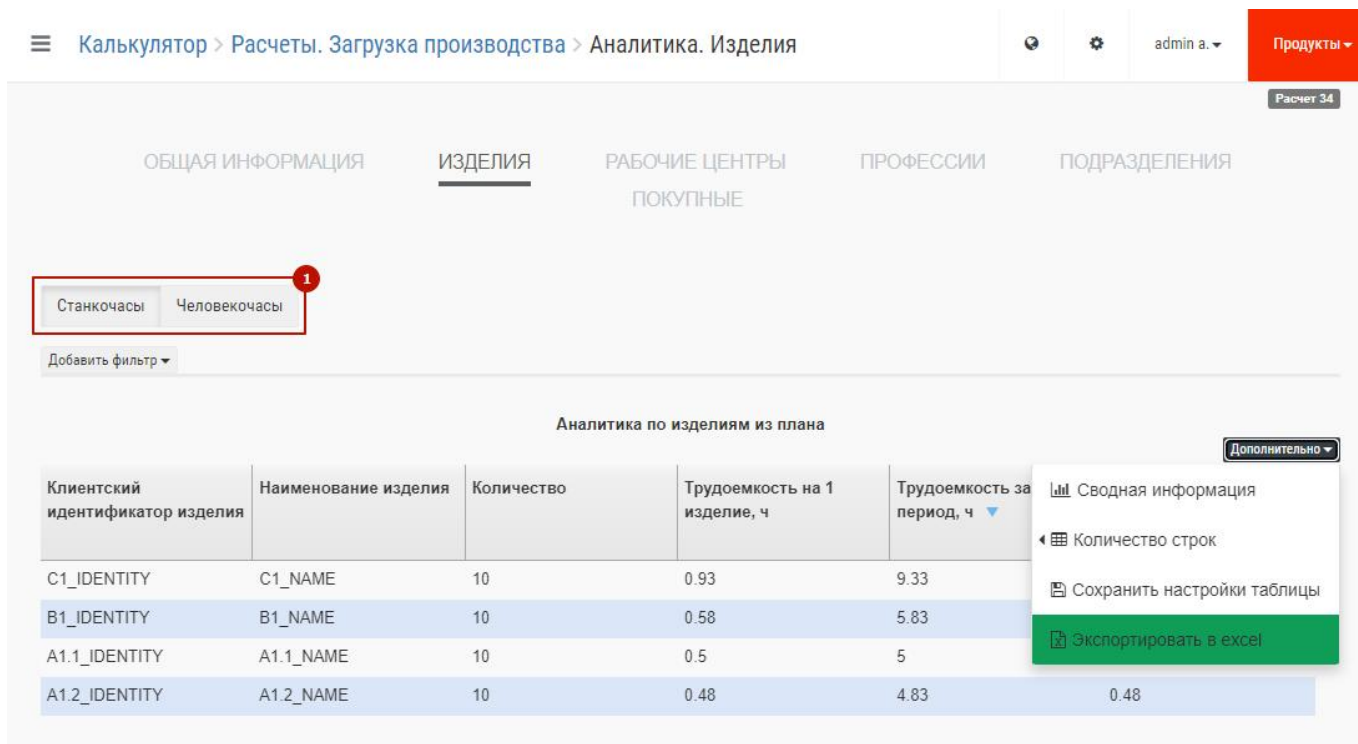 Калькулятор > Расчеты. Загрузка производства > Аналитика. Изделия
admin a.
Продукты
Расчет 34
ОБЩАЯ ИНФОРМАЦИЯ ИЗДЕЛИЯ РАБОЧИЕ ЦЕНТРЫ ПРОФЕССИИ ПОДРАЗДЕЛЕНИЯ
ПОКУПНЫЕ
1
Станкочасы Человекочасы
Добавить фильтр
Аналитика по изделиям из плана
Дополнительно
Клиентский идентификатор изделия
Наименование изделия
Количество
Трудоемкость на 1 изделие, ч
Трудоемкость за период, ч
Сводная информация
Количество строк
Сохранить настройки таблицы
Экспортировать в excel
C1_IDENTITY C1_NAME 10 0.93 9.33
B1_IDENTITY B1_NAME 10 0.58 5.83
A1.1_IDENTITY A1.1_NAME 10 0.5 5
A1.2_IDENTITY A1.2_NAME 10 0.48 4.83 0.48